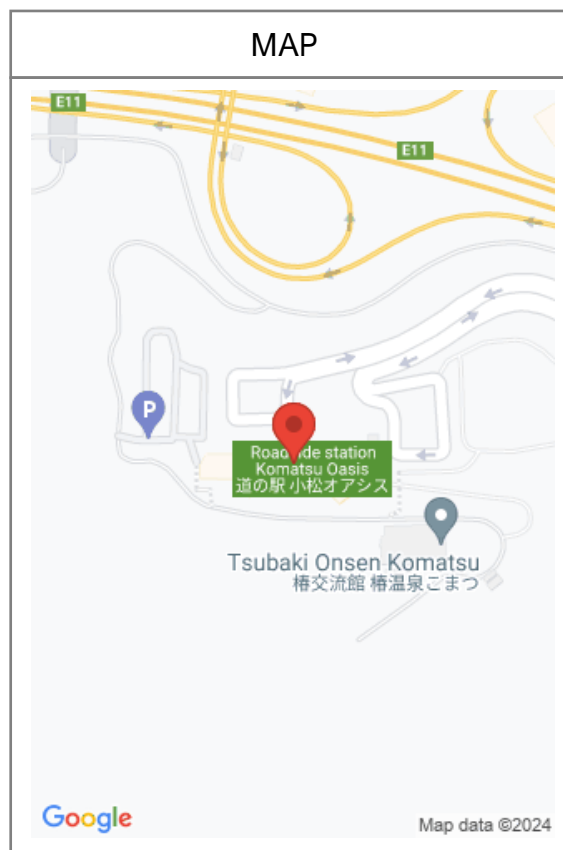 MAP
E11
E11
P
Roadside station
Komatsu Oasis
道の駅 小松オアシス
Tsubaki Onsen Komatsu
椿交流館 椿温泉こまつ
Google
Map data ©2024